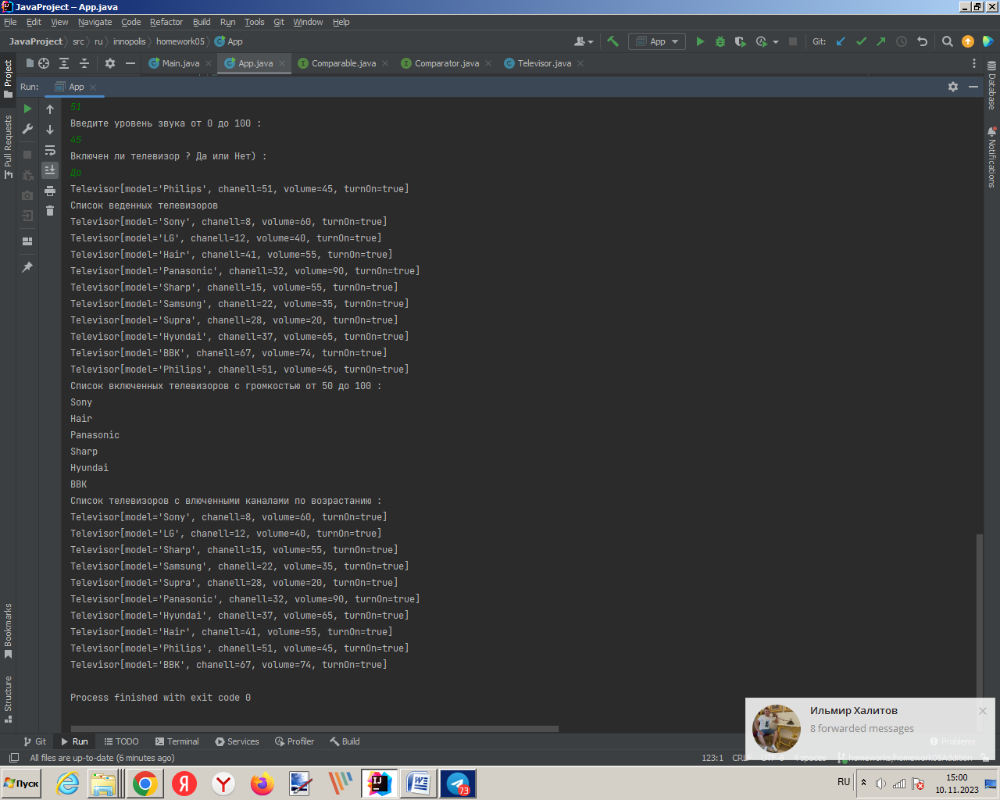 JavaProject – App.java
File Edit View Navigate Code Refactor Build Run Tools Git Window Help
JavaProject src ru innopolis homework05 App
App
Git:
Main.java App.java Comparable.java Comparator.java Televisor.java
Project
Pull Requests
Bookmarks
Structure
Database
Notifications
Run: App
51
Введите уровень звука от 0 до 100 :
45
Включен ли телевизор ? Да или Нет) :
Да
Televisor[model='Philips', chanell=51, volume=45, turnOn=true]
Список веденных телевизоров
Televisor[model='Sony', chanell=8, volume=60, turnOn=true]
Televisor[model='LG', chanell=12, volume=40, turnOn=true]
Televisor[model='Hair', chanell=41, volume=55, turnOn=true]
Televisor[model='Panasonic', chanell=32, volume=90, turnOn=true]
Televisor[model='Sharp', chanell=15, volume=55, turnOn=true]
Televisor[model='Samsung', chanell=22, volume=35, turnOn=true]
Televisor[model='Supra', chanell=28, volume=20, turnOn=true]
Televisor[model='Hyundai', chanell=37, volume=65, turnOn=true]
Televisor[model='BBK', chanell=67, volume=74, turnOn=true]
Televisor[model='Philips', chanell=51, volume=45, turnOn=true]
Список включенных телевизоров с громкостью от 50 до 100 :
Sony
Hair
Panasonic
Sharp
Hyundai
BBK
Список телевизоров с влюченными каналами по возрастанию :
Televisor[model='Sony', chanell=8, volume=60, turnOn=true]
Televisor[model='LG', chanell=12, volume=40, turnOn=true]
Televisor[model='Sharp', chanell=15, volume=55, turnOn=true]
Televisor[model='Samsung', chanell=22, volume=35, turnOn=true]
Televisor[model='Supra', chanell=28, volume=20, turnOn=true]
Televisor[model='Panasonic', chanell=32, volume=90, turnOn=true]
Televisor[model='Hyundai', chanell=37, volume=65, turnOn=true]
Televisor[model='Hair', chanell=41, volume=55, turnOn=true]
Televisor[model='Philips', chanell=51, volume=45, turnOn=true]
Televisor[model='BBK', chanell=67, volume=74, turnOn=true]
Process finished with exit code 0
Ильмир Халитов
8 forwarded messages
Git Run TODO Terminal Services Profiler Build Problems
All files are up-to-date (6 minutes ago) 123:1 CRLF UTF-8 4 spaces homeworks/homework05Addition
Пуск
73
RU
15:00
10.11.2023